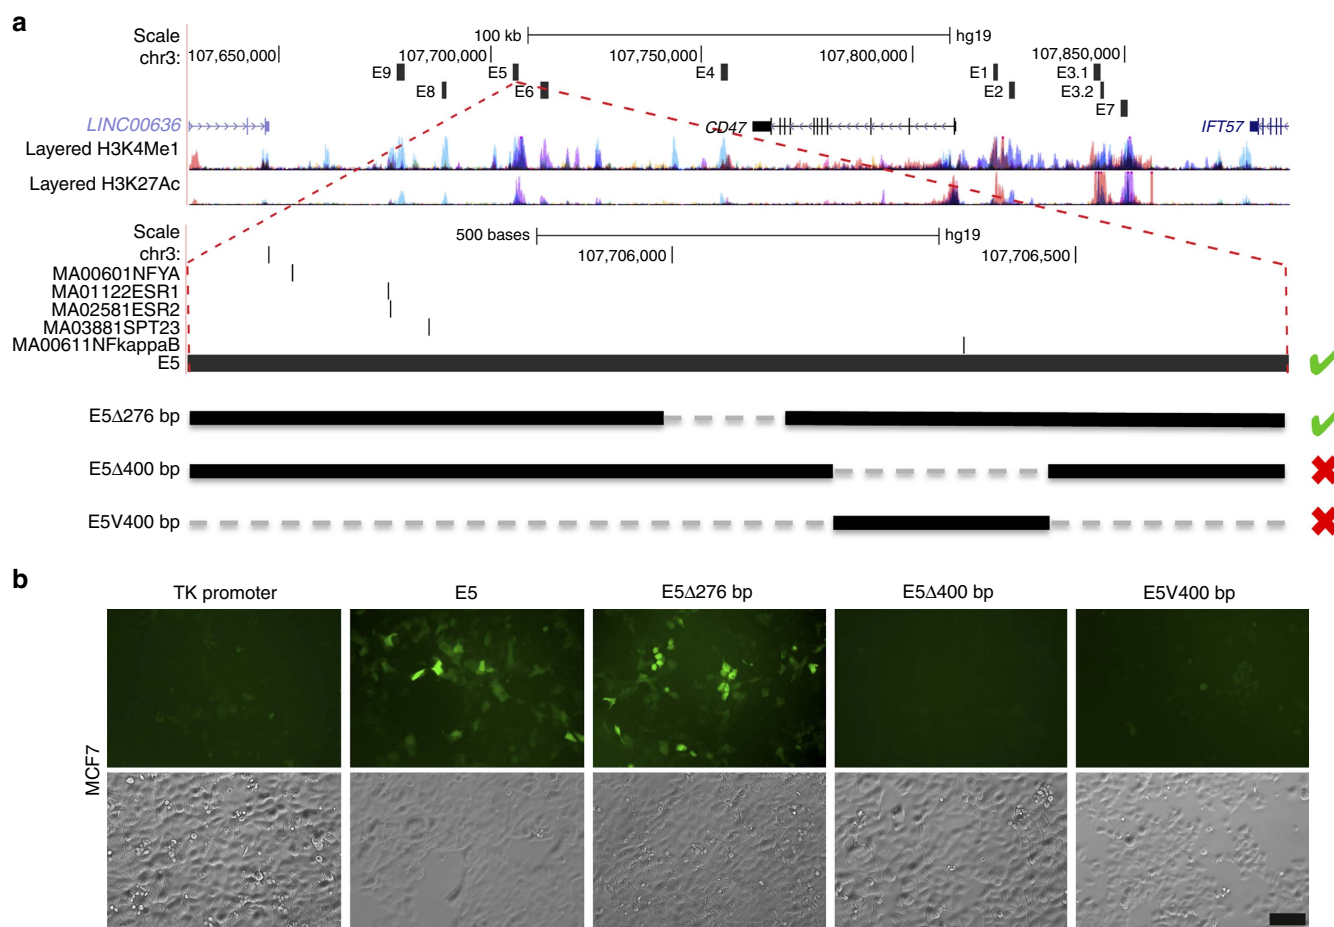 a
Scale 100 kb hg19
chr3: 107,650,000 107,700,000 107,750,000 107,800,000 107,850,000
E9 E5 E4 E1 E3.1
E8 E6 E2 E3.2
E7
LINC00636 CD47 IFT57
Layered H3K4Me1
Layered H3K27Ac
Scale 500 bases hg19
chr3: 107,706,000 107,706,500
MA00601NFYA
MA01122ESR1
MA02581ESR2
MA03881SPT23
MA00611NFkappaB
E5
E5Δ276 bp
E5Δ400 bp
E5V400 bp
b
TK promoter E5 E5Δ276 bp E5Δ400 bp E5V400 bp
MCF7